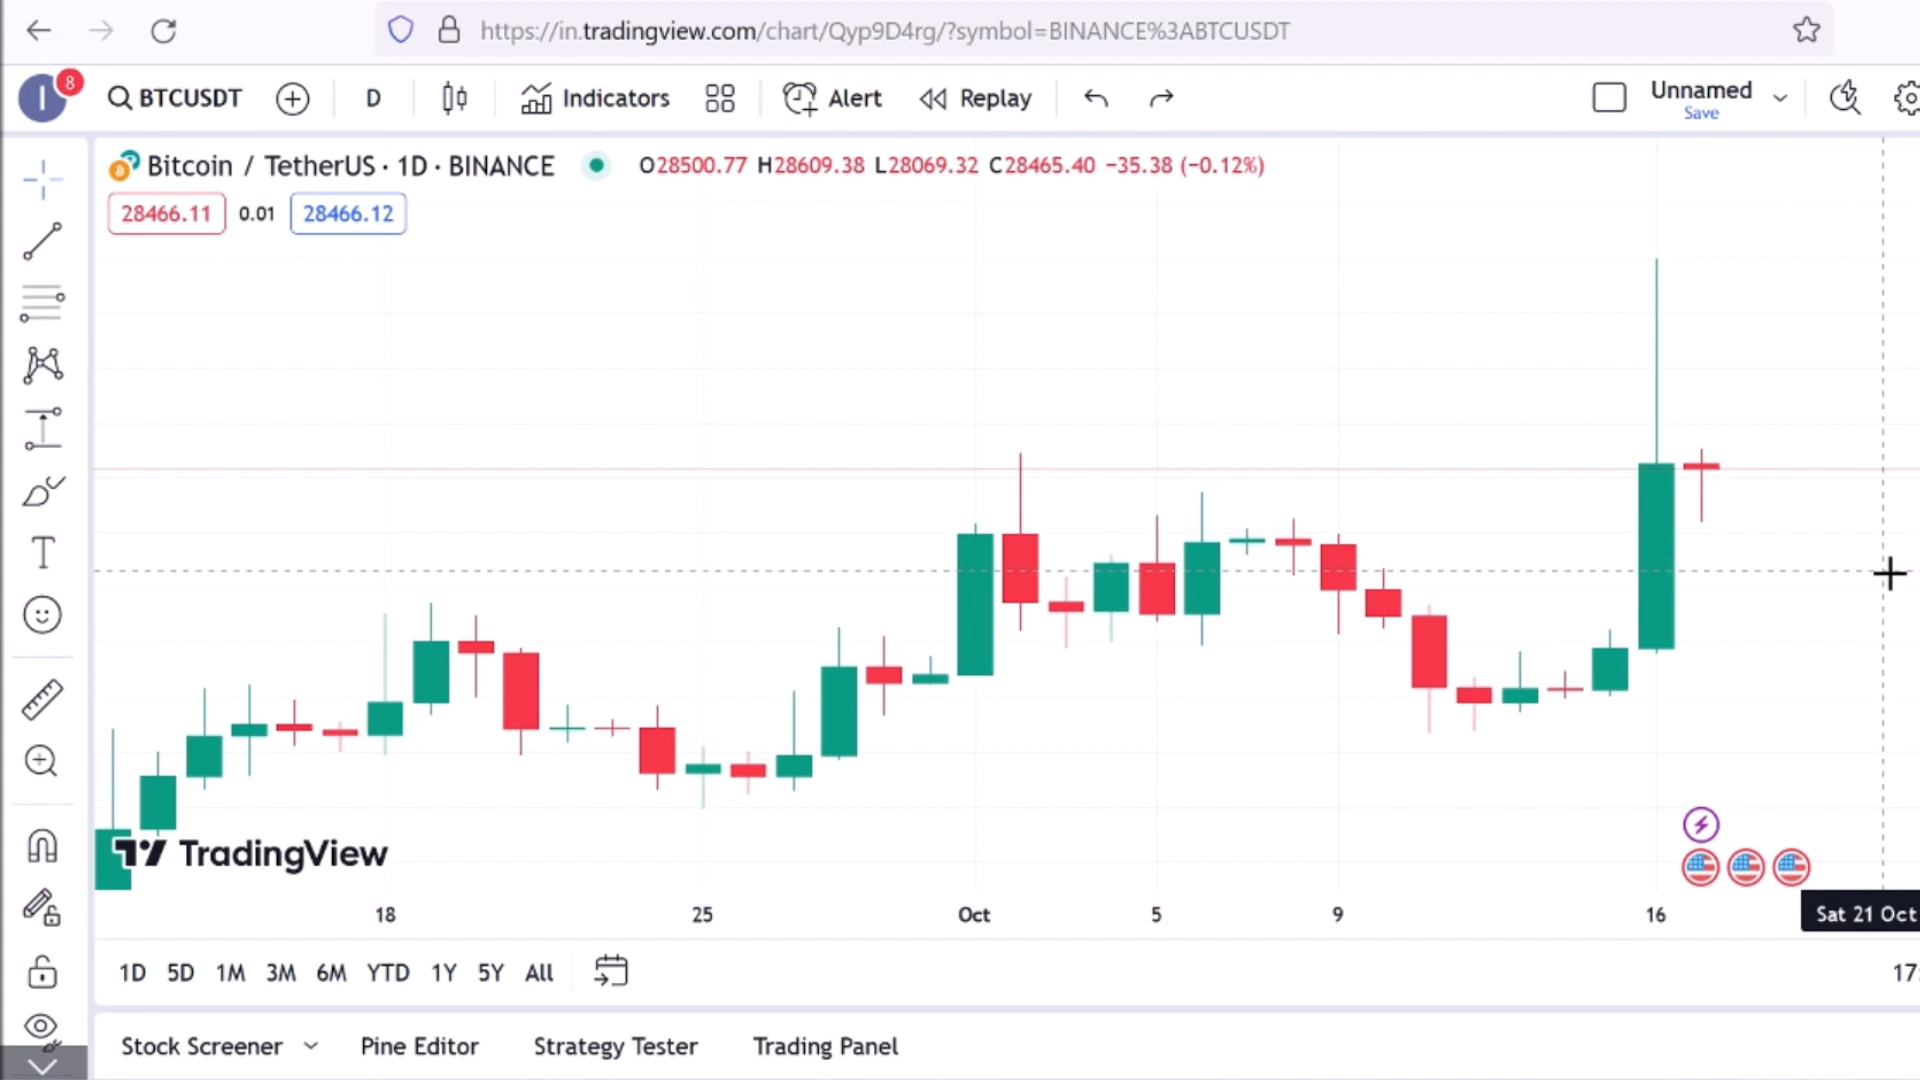 https://in.tradingview.com/chart/Qyp9D4rg/?symbol=BINANCE%3ABTCUSDT
I 8 BTCUSDT D Indicators Alert Replay Unnamed
Save
Bitcoin / TetherUS · 1D · BINANCE O28500.77 H28609.38 L28069.32 C28465.40 −35.38 (−0.12%)
28466.11 0.01 28466.12
TradingView
18 25 Oct 5 9 16 Sat 21 Oct
1D 5D 1M 3M 6M YTD 1Y 5Y All 17:
Stock Screener Pine Editor Strategy Tester Trading Panel